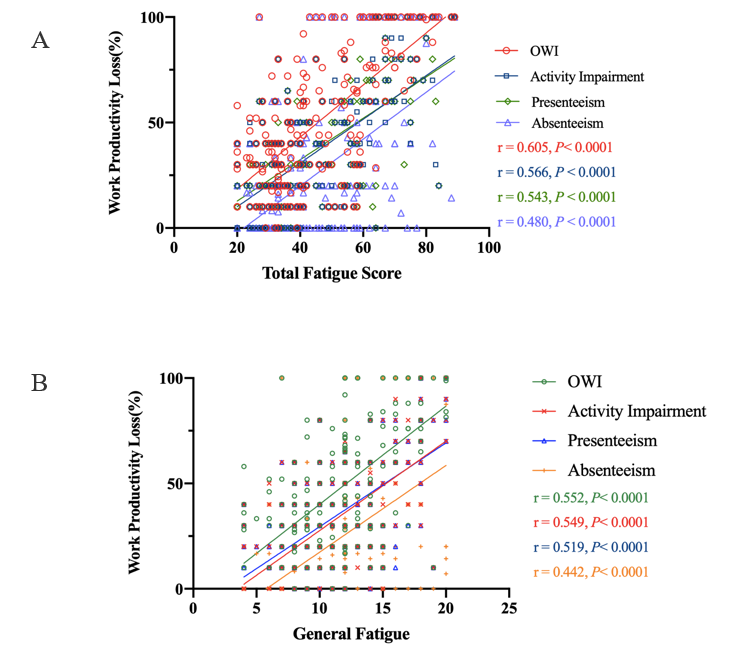 A
Work Productivity Loss(%)
100
50
0
0 20 40 60 80 100
Total Fatigue Score
OWI
Activity Impairment
Presenteeism
Absenteeism
r = 0.605, P< 0.0001
r = 0.566, P< 0.0001
r = 0.543, P< 0.0001
r = 0.480, P< 0.0001
B
Work Productivity Loss(%)
100
50
0
0 5 10 15 20 25
General Fatigue
OWI
Activity Impairment
Presenteeism
Absenteeism
r = 0.552, P< 0.0001
r = 0.549, P< 0.0001
r = 0.519, P< 0.0001
r = 0.442, P< 0.0001